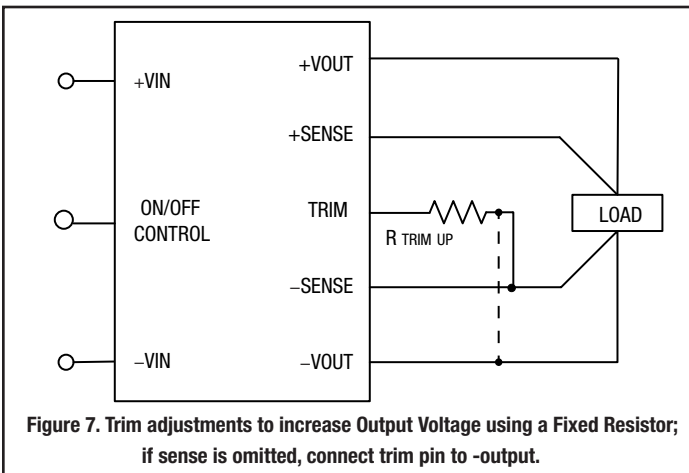 +VOUT
+VIN
+SENSE
ON/OFF
CONTROL
TRIM
R TRIM UP
LOAD
–SENSE
–VIN
–VOUT
Figure 7. Trim adjustments to increase Output Voltage using a Fixed Resistor;
if sense is omitted, connect trim pin to -output.